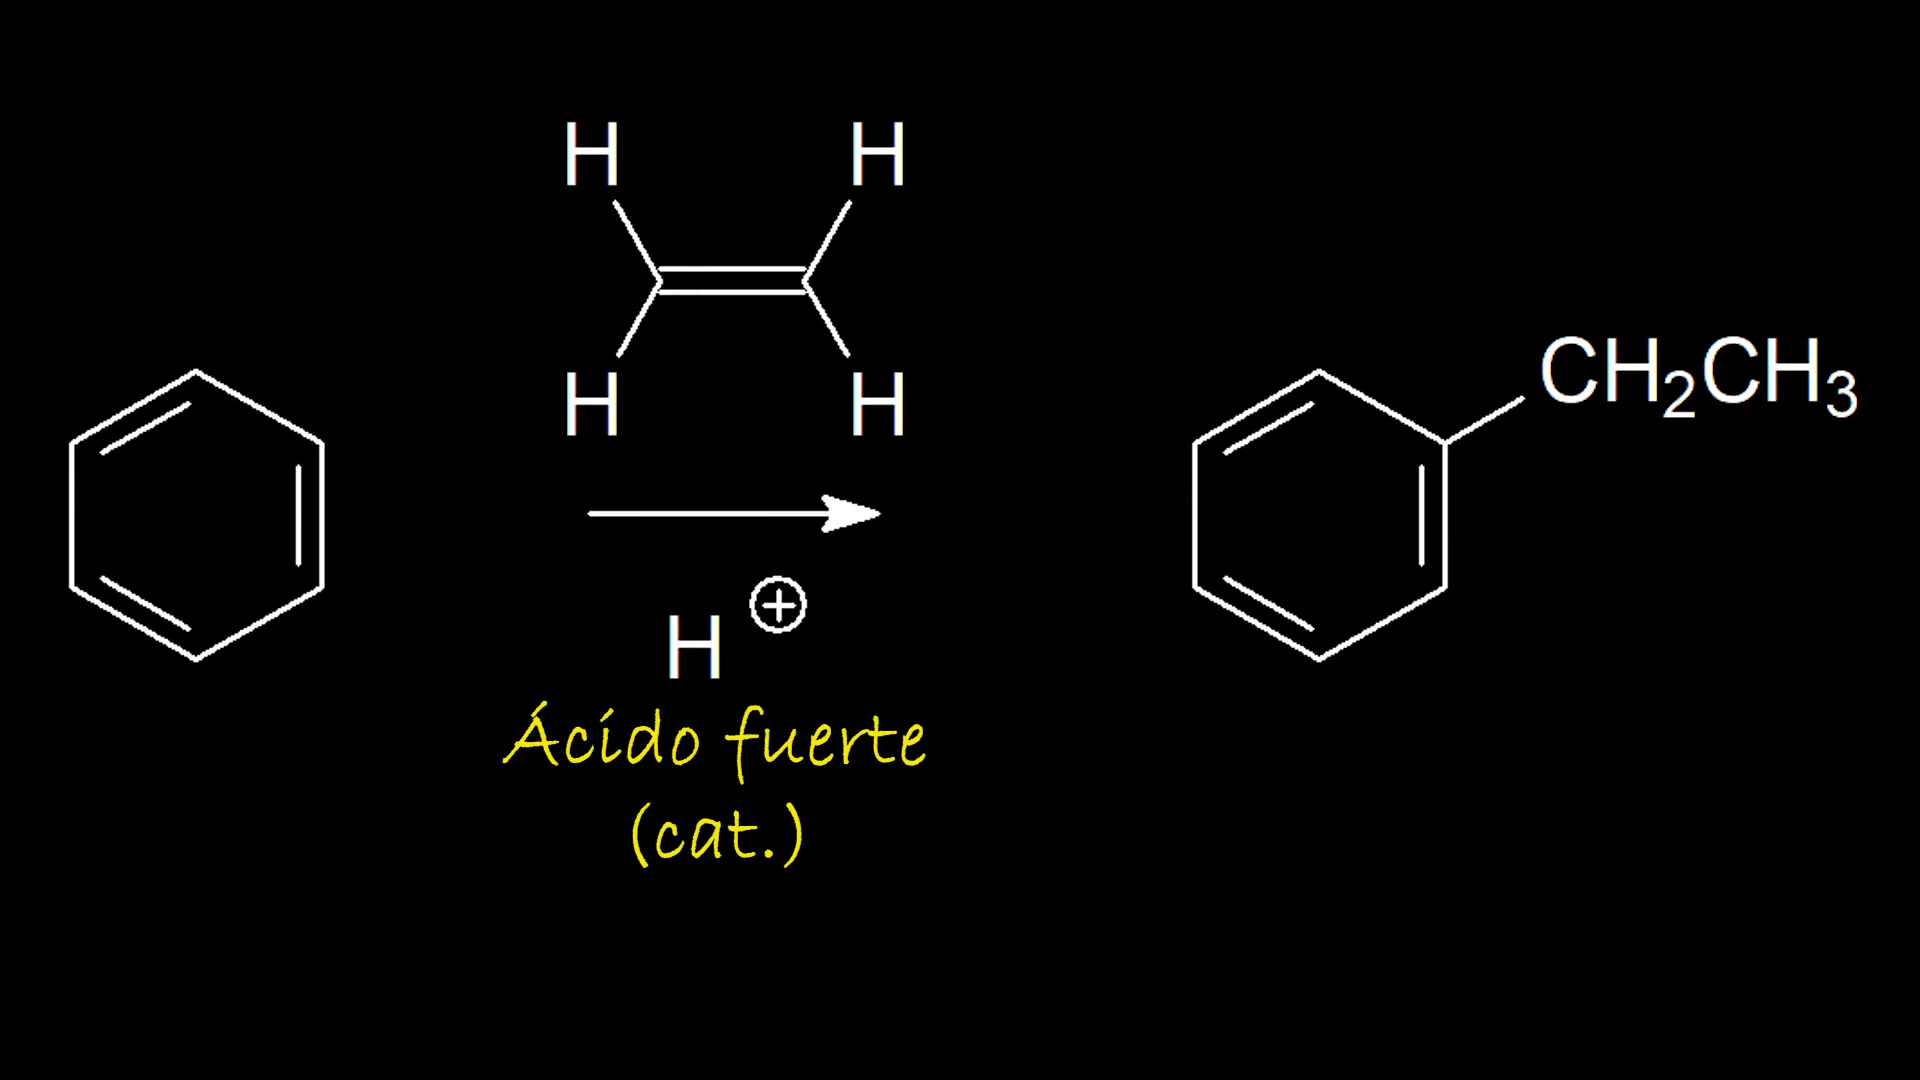 H H
H H
CH₂CH₃
H ⊕
Ácido fuerte
(cat.)